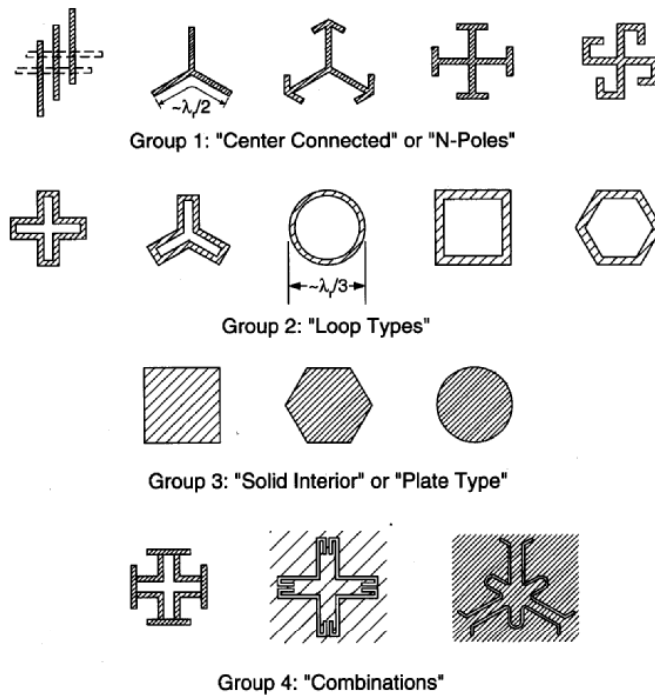 ~λr/2
Group 1: "Center Connected" or "N-Poles"
~λr/3
Group 2: "Loop Types"
Group 3: "Solid Interior" or "Plate Type"
Group 4: "Combinations"